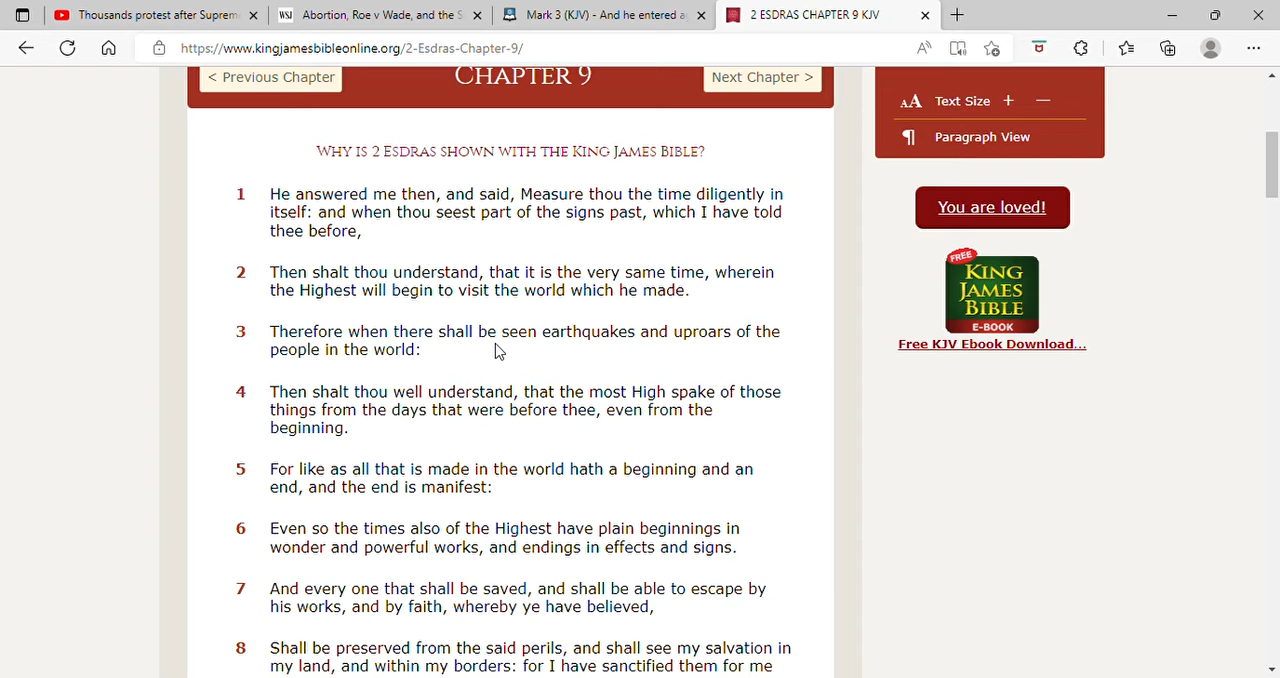 Thousands protest after Suprem
WSJ Abortion, Roe v Wade, and the S
Mark 3 (KJV) - And he entered a
2 ESDRAS CHAPTER 9 KJV
https://www.kingjamesbibleonline.org/2-Esdras-Chapter-9/
< Previous Chapter
CHAPTER 9
Next Chapter >
WHY IS 2 ESDRAS SHOWN WITH THE KING JAMES BIBLE?
1 He answered me then, and said, Measure thou the time diligently in
itself: and when thou seest part of the signs past, which I have told
thee before,
2 Then shalt thou understand, that it is the very same time, wherein
the Highest will begin to visit the world which he made.
3 Therefore when there shall be seen earthquakes and uproars of the
people in the world:
4 Then shalt thou well understand, that the most High spake of those
things from the days that were before thee, even from the
beginning.
5 For like as all that is made in the world hath a beginning and an
end, and the end is manifest:
6 Even so the times also of the Highest have plain beginnings in
wonder and powerful works, and endings in effects and signs.
7 And every one that shall be saved, and shall be able to escape by
his works, and by faith, whereby ye have believed,
8 Shall be preserved from the said perils, and shall see my salvation in
my land, and within my borders: for I have sanctified them for me
AA Text Size + —
¶ Paragraph View
You are loved!
FREE
KING
JAMES
BIBLE
E-BOOK
Free KJV Ebook Download...